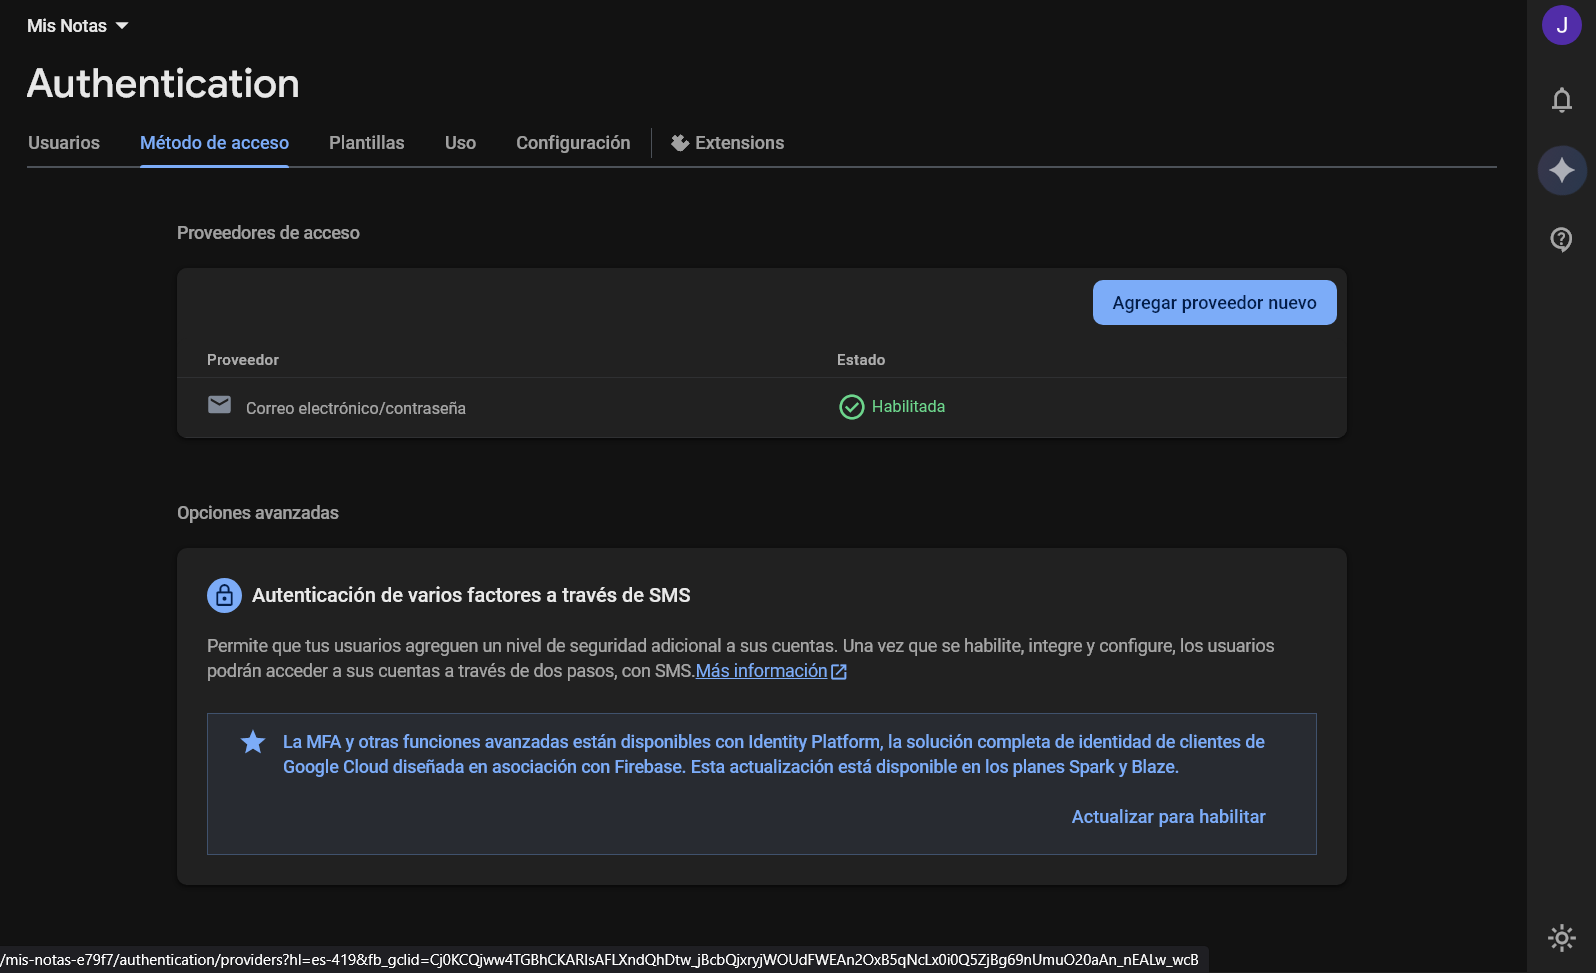 Mis Notas
J
Authentication
Usuarios Método de acceso Plantillas Uso Configuración Extensions
Proveedores de acceso
Agregar proveedor nuevo
Proveedor Estado
Correo electrónico/contraseña Habilitada
Opciones avanzadas
Autenticación de varios factores a través de SMS
Permite que tus usuarios agreguen un nivel de seguridad adicional a sus cuentas. Una vez que se habilite, integre y configure, los usuarios
podrán acceder a sus cuentas a través de dos pasos, con SMS.Más información
La MFA y otras funciones avanzadas están disponibles con Identity Platform, la solución completa de identidad de clientes de
Google Cloud diseñada en asociación con Firebase. Esta actualización está disponible en los planes Spark y Blaze.
Actualizar para habilitar
/mis-notas-e79f7/authentication/providers?hl=es-419&fb_gclid=Cj0KCQjww4TGBhCKARIsAFLXndQhDtw_jBcbQjxryjWOUdFWEAn2OxB5qNcLx0i0Q5ZjBg69nUmuO20aAn_nEALw_wcB